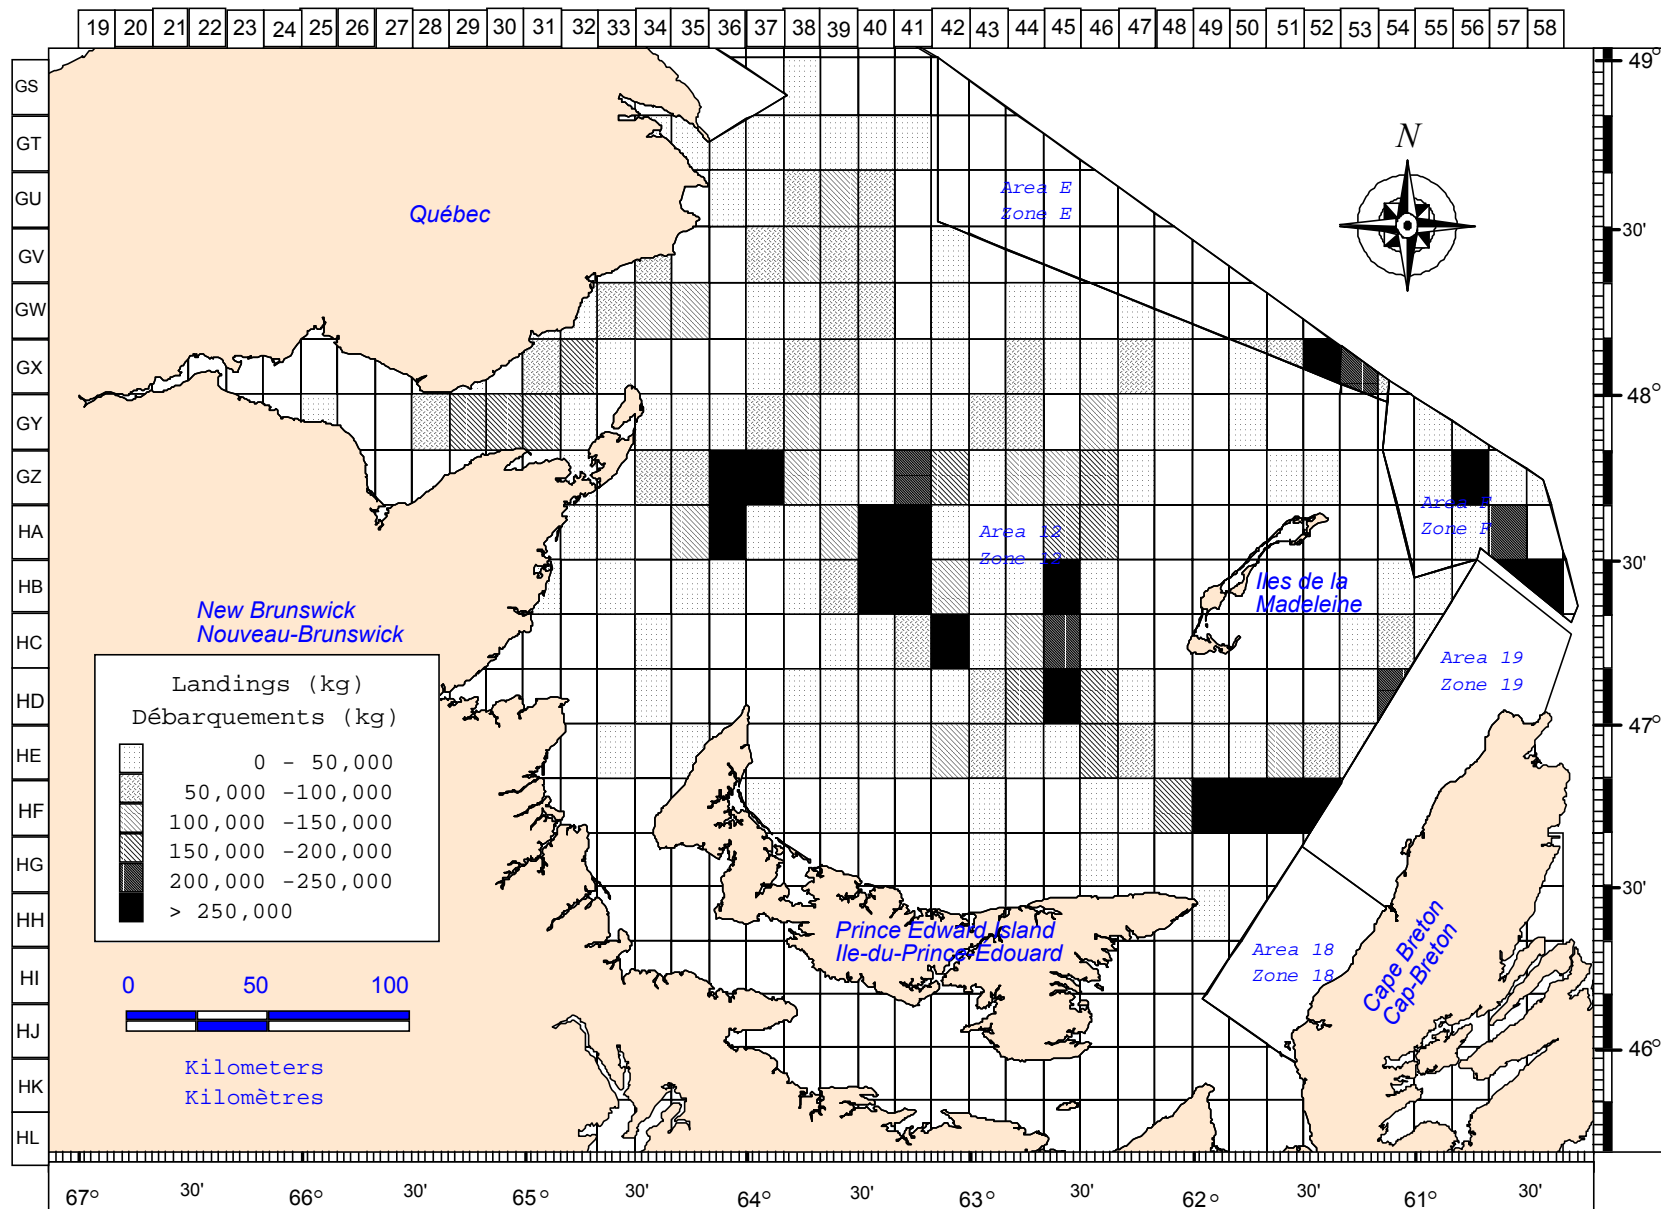 19 20 21 22 23 24 25 26 27 28 29 30 31 32 33 34 35 36 37 38 39 40 41 42 43 44 45 46 47 48 49 50 51 52 53 54 55 56 57 58
GS
GT
GU
GV
GW
GX
GY
GZ
HA
HB
HC
HD
HE
HF
HG
HH
HI
HJ
HK
HL
49°
30'
48°
30'
47°
30'
46°
N
Québec
Area E
Zone E
Area F
Zone F
Area 12
Zone 12
Iles de la
Madeleine
New Brunswick
Nouveau-Brunswick
Area 19
Zone 19
Landings (kg)
Débarquements (kg)
0 - 50,000
50,000 -100,000
100,000 -150,000
150,000 -200,000
200,000 -250,000
> 250,000
Prince Edward Island
Ile-du-Prince-Edouard
Area 18
Zone 18
Cape Breton
Cap-Breton
0 50 100
Kilometers
Kilomètres
67° 30' 66° 30' 65° 30' 64° 30' 63° 30' 62° 30' 61° 30'